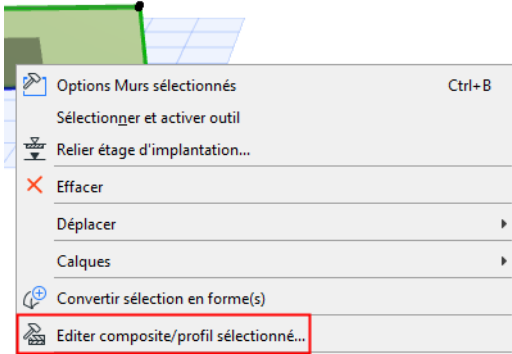 Options Murs sélectionnés Ctrl+B
Sélectionner et activer outil
Relier étage d'implantation...
Effacer
Déplacer
Calques
Convertir sélection en forme(s)
Editer composite/profil sélectionné...